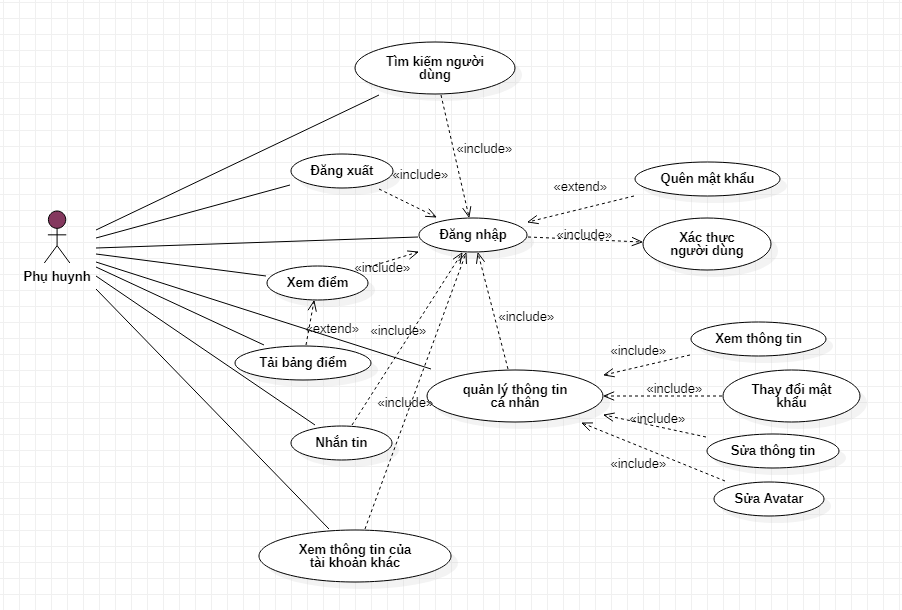 Tìm kiếm người
dùng
«include»
Đăng xuất
«include»
Quên mật khẩu
«extend»
Đăng nhập
«include»
Xác thực
người dùng
Phụ huynh
Xem điểm
«include»
«extend»
«include»
«include»
Tải bảng điểm
Xem thông tin
«include»
quản lý thông tin
cá nhân
«include»
Thay đổi mật
khẩu
«include»
«include»
Sửa thông tin
Nhắn tin
«include»
Sửa Avatar
Xem thông tin của
tài khoản khác